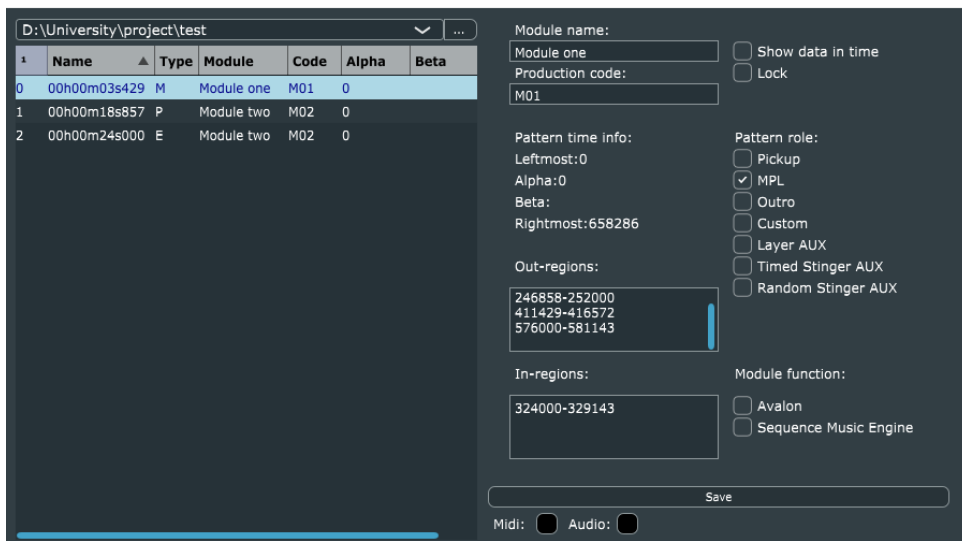 D:\University\project\test ...
1 Name Type Module Code Alpha Beta
0 00h00m03s429 M Module one M01 0
1 00h00m18s857 P Module two M02 0
2 00h00m24s000 E Module two M02 0
Module name:
Module one
Production code:
M01
Show data in time
Lock
Pattern time info:
Leftmost:0
Alpha:0
Beta:
Rightmost:658286
Pattern role:
Pickup
MPL
Outro
Custom
Layer AUX
Timed Stinger AUX
Random Stinger AUX
Out-regions:
246858-252000
411429-416572
576000-581143
In-regions:
324000-329143
Module function:
Avalon
Sequence Music Engine
Save
Midi: Audio: